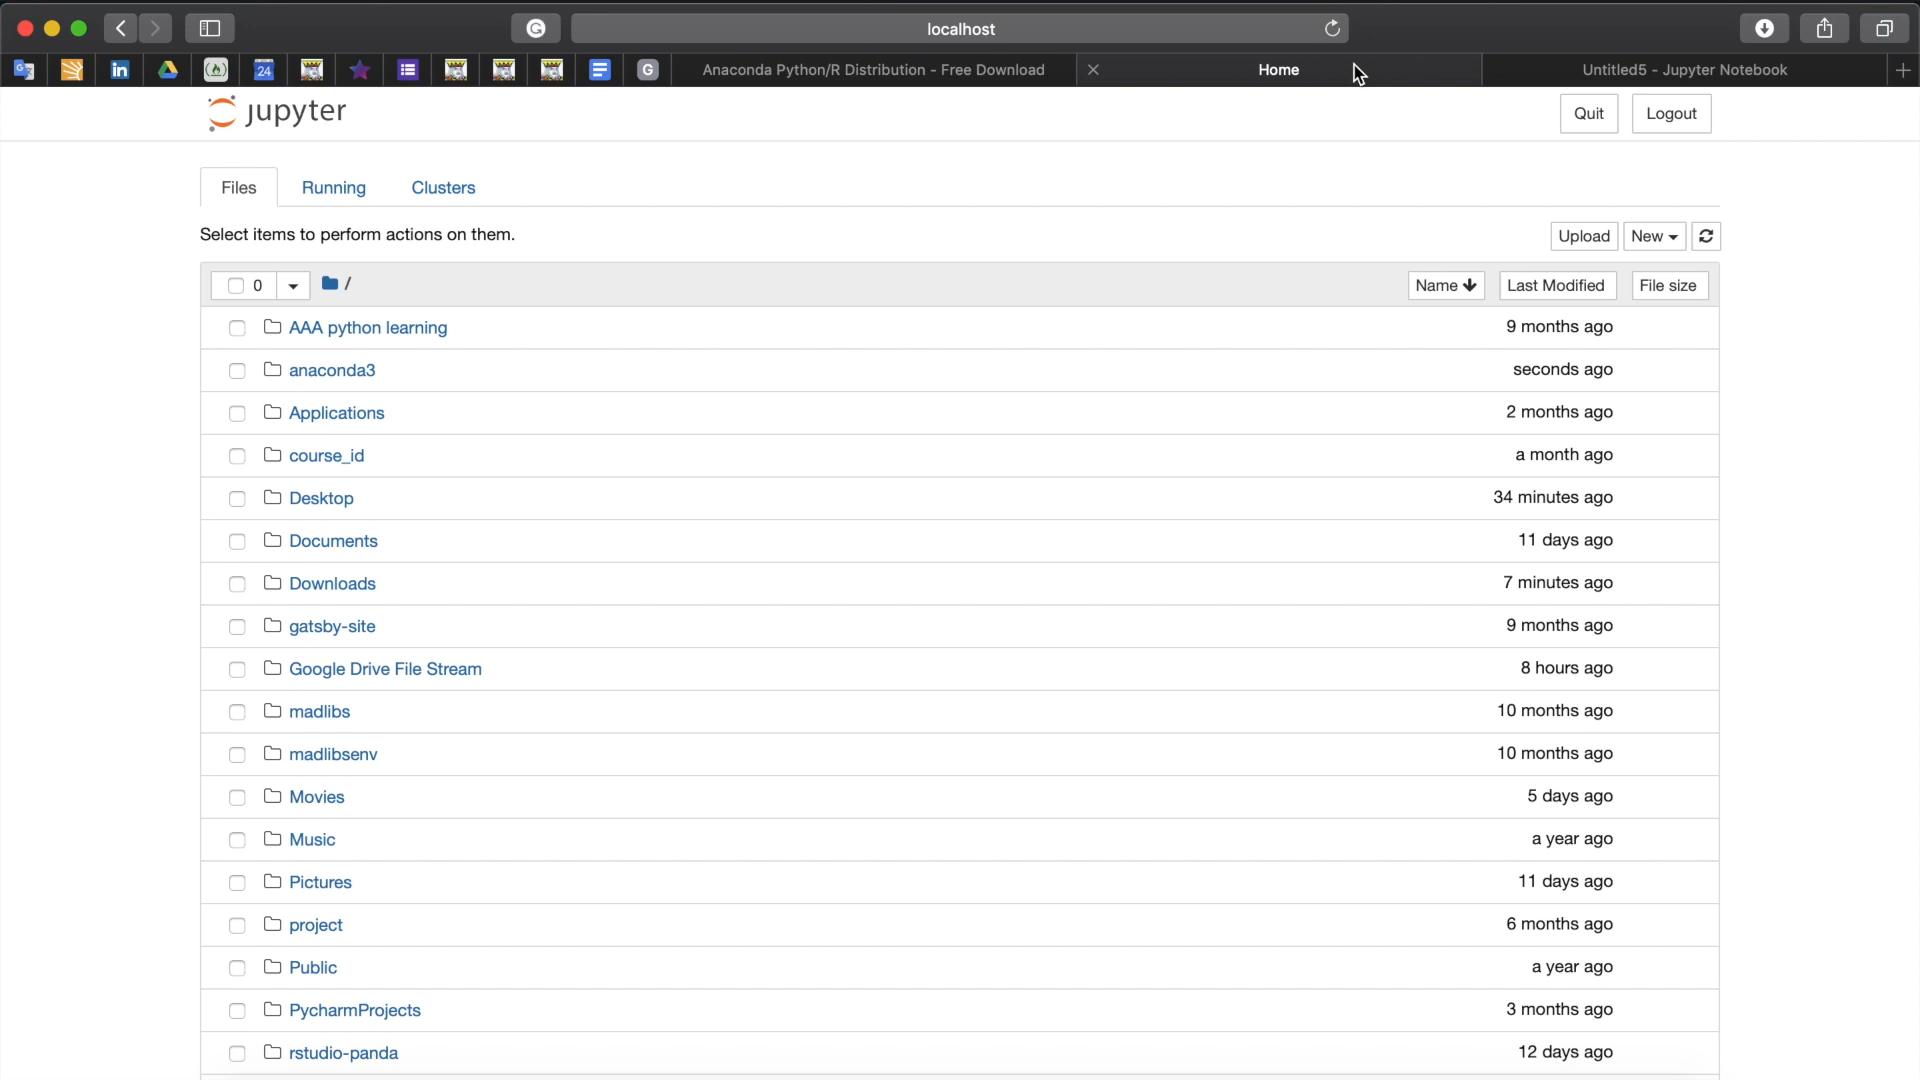 localhost
24
G
Anaconda Python/R Distribution - Free Download
Home
Untitled5 - Jupyter Notebook
jupyter
Quit
Logout
Files
Running
Clusters
Select items to perform actions on them.
Upload
New
0
/
Name
Last Modified
File size
AAA python learning
9 months ago
anaconda3
seconds ago
Applications
2 months ago
course_id
a month ago
Desktop
34 minutes ago
Documents
11 days ago
Downloads
7 minutes ago
gatsby-site
9 months ago
Google Drive File Stream
8 hours ago
madlibs
10 months ago
madlibsenv
10 months ago
Movies
5 days ago
Music
a year ago
Pictures
11 days ago
project
6 months ago
Public
a year ago
PycharmProjects
3 months ago
rstudio-panda
12 days ago